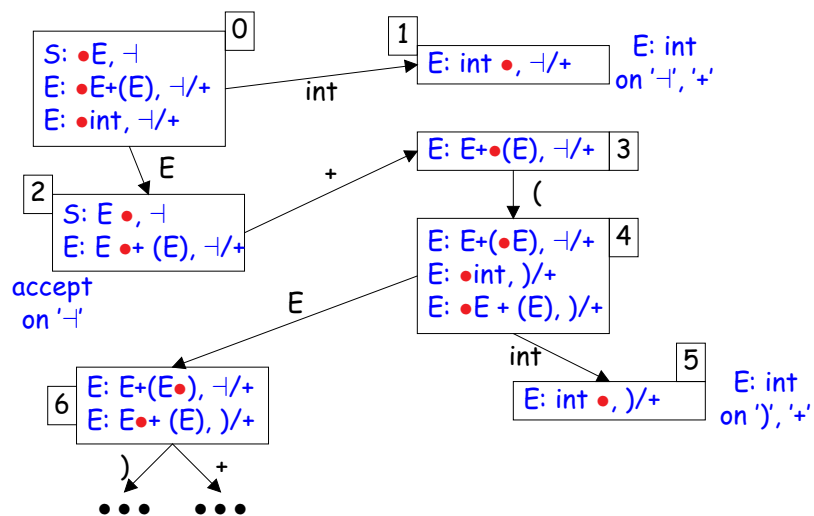 0
S: ●E, ⊣
E: ●E+(E), ⊣/+
E: ●int, ⊣/+
int
1
E: int ●, ⊣/+
E: int
on '⊣', '+'
E
2
S: E ●, ⊣
E: E ●+ (E), ⊣/+
accept
on '⊣'
+
E: E+●(E), ⊣/+
3
(
E: E+(●E), ⊣/+
E: ●int, )/+
E: ●E + (E), )/+
4
E
int
5
E: int ●, )/+
E: int
on ')', '+'
6
E: E+(E●), ⊣/+
E: E●+ (E), )/+
)
+
●●●
●●●